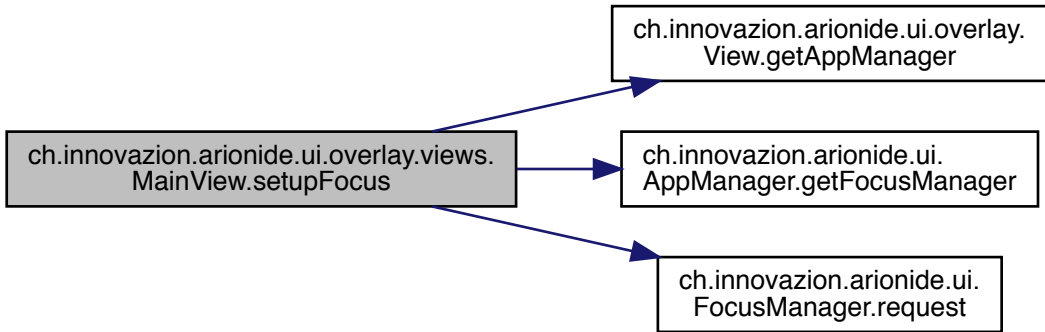 ch.innovazion.arionide.ui.overlay.
View.getAppManager
ch.innovazion.arionide.ui.overlay.views.
MainView.setupFocus
ch.innovazion.arionide.ui.
AppManager.getFocusManager
ch.innovazion.arionide.ui.
FocusManager.request